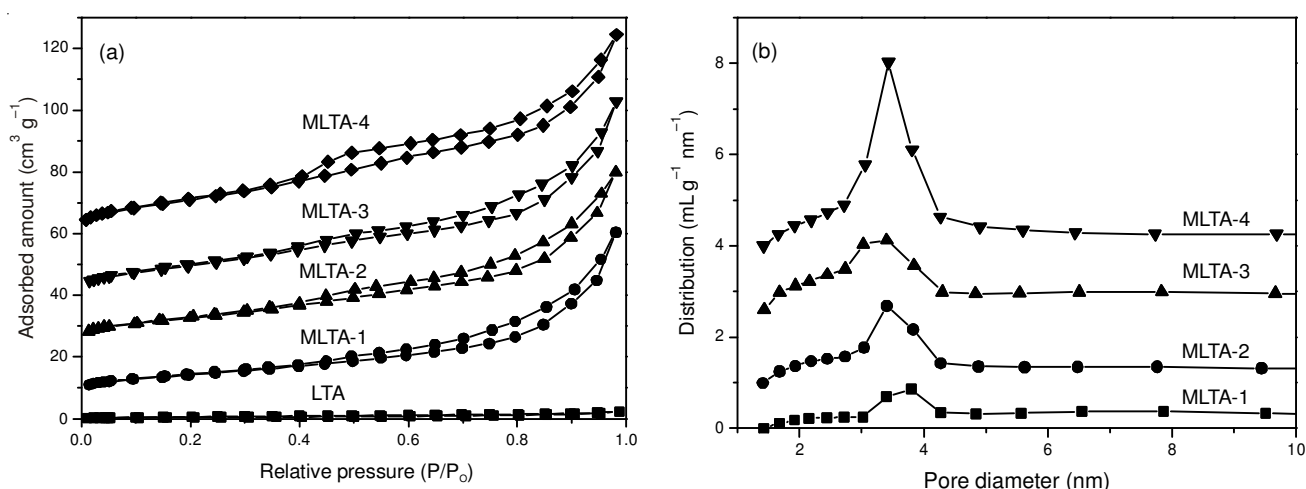 (a)
120
100
80
60
40
20
0
Adsorbed amount (cm³ g⁻¹)
MLTA-4
MLTA-3
MLTA-2
MLTA-1
LTA
0.0 0.2 0.4 0.6 0.8 1.0
Relative pressure (P/P₀)
(b)
8
6
4
2
0
Distribution (mL g⁻¹ nm⁻¹)
MLTA-4
MLTA-3
MLTA-2
MLTA-1
2 4 6 8 10
Pore diameter (nm)